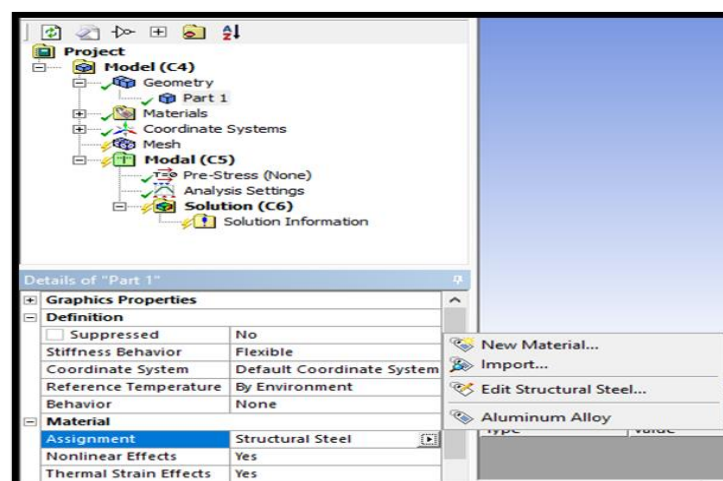 Project
Model (C4)
Geometry
Part 1
Materials
Coordinate Systems
Mesh
Modal (C5)
Pre-Stress (None)
Analysis Settings
Solution (C6)
Solution Information
Details of "Part 1"
Graphics Properties
Definition
Suppressed No
Stiffness Behavior Flexible
Coordinate System Default Coordinate System
Reference Temperature By Environment
Behavior None
Material
Assignment Structural Steel
Nonlinear Effects Yes
Thermal Strain Effects Yes
New Material...
Import...
Edit Structural Steel...
Aluminum Alloy
Type Value